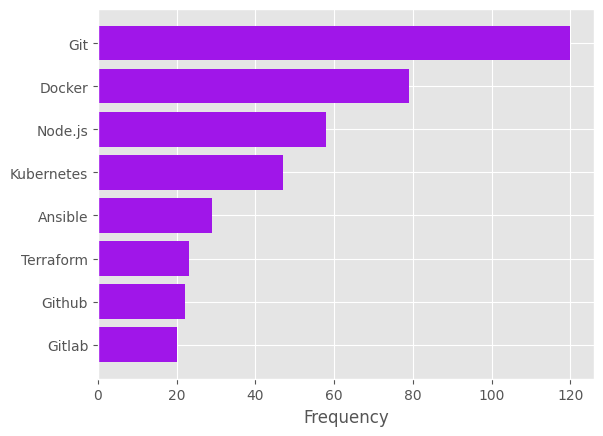 Git
Docker
Node.js
Kubernetes
Ansible
Terraform
Github
Gitlab
0 20 40 60 80 100 120
Frequency